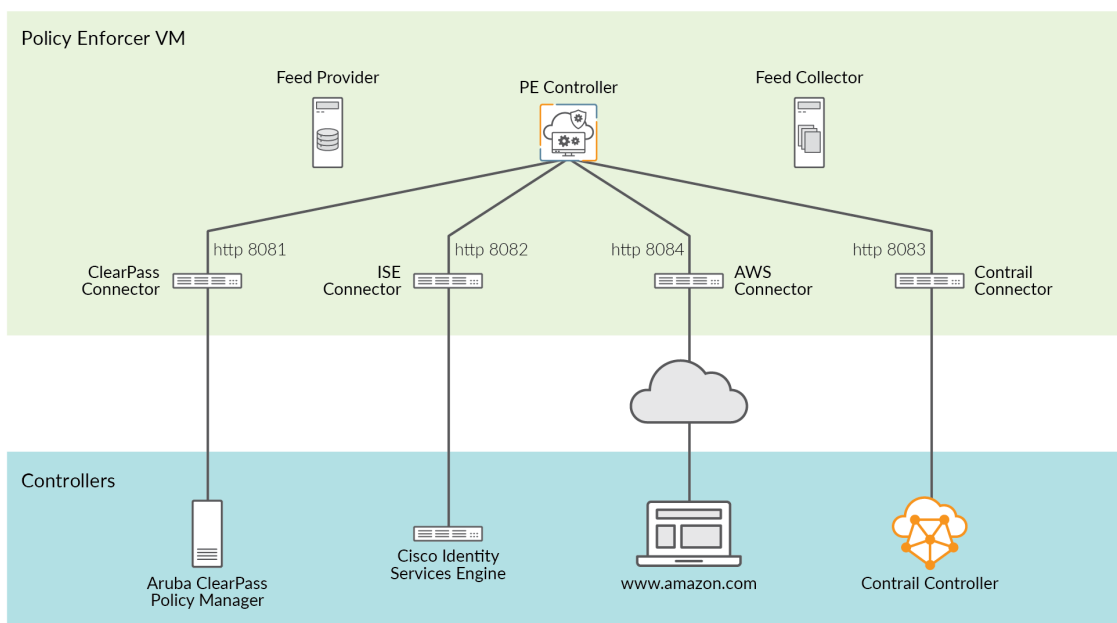 Policy Enforcer VM
Feed Provider
PE Controller
Feed Collector
http 8081
http 8082
http 8084
http 8083
ClearPass
Connector
ISE
Connector
AWS
Connector
Contrail
Connector
Controllers
Aruba ClearPass
Policy Manager
Cisco Identity
Services Engine
www.amazon.com
Contrail Controller